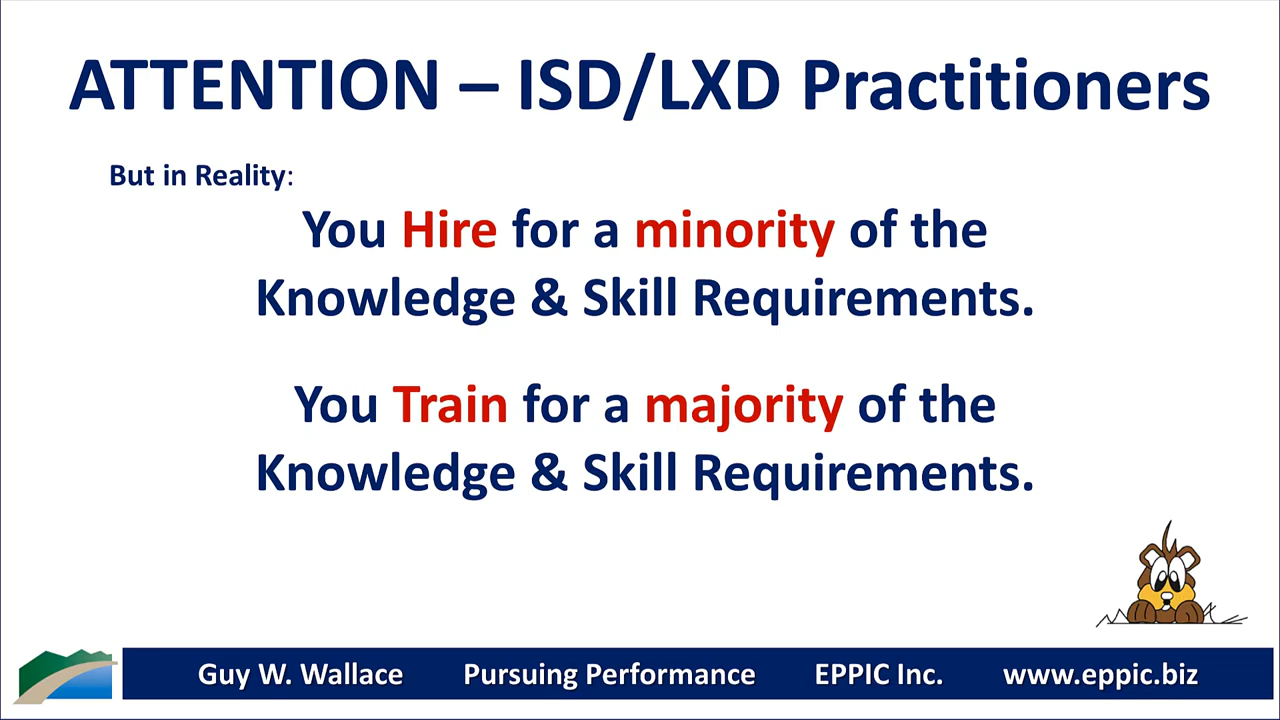 ATTENTION – ISD/LXD Practitioners
But in Reality:
You Hire for a minority of the
Knowledge & Skill Requirements.
You Train for a majority of the
Knowledge & Skill Requirements.
Guy W. Wallace Pursuing Performance EPPIC Inc. www.eppic.biz